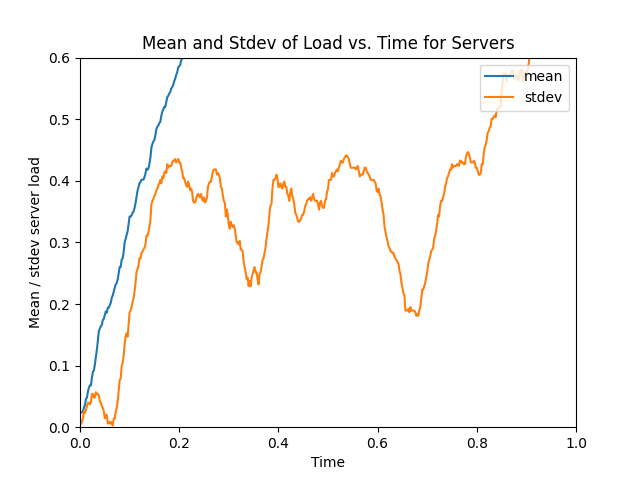 Mean and Stdev of Load vs. Time for Servers
0.6
mean
stdev
0.5
0.4
0.3
0.2
0.1
0.0
Mean / stdev server load
0.0 0.2 0.4 0.6 0.8 1.0
Time